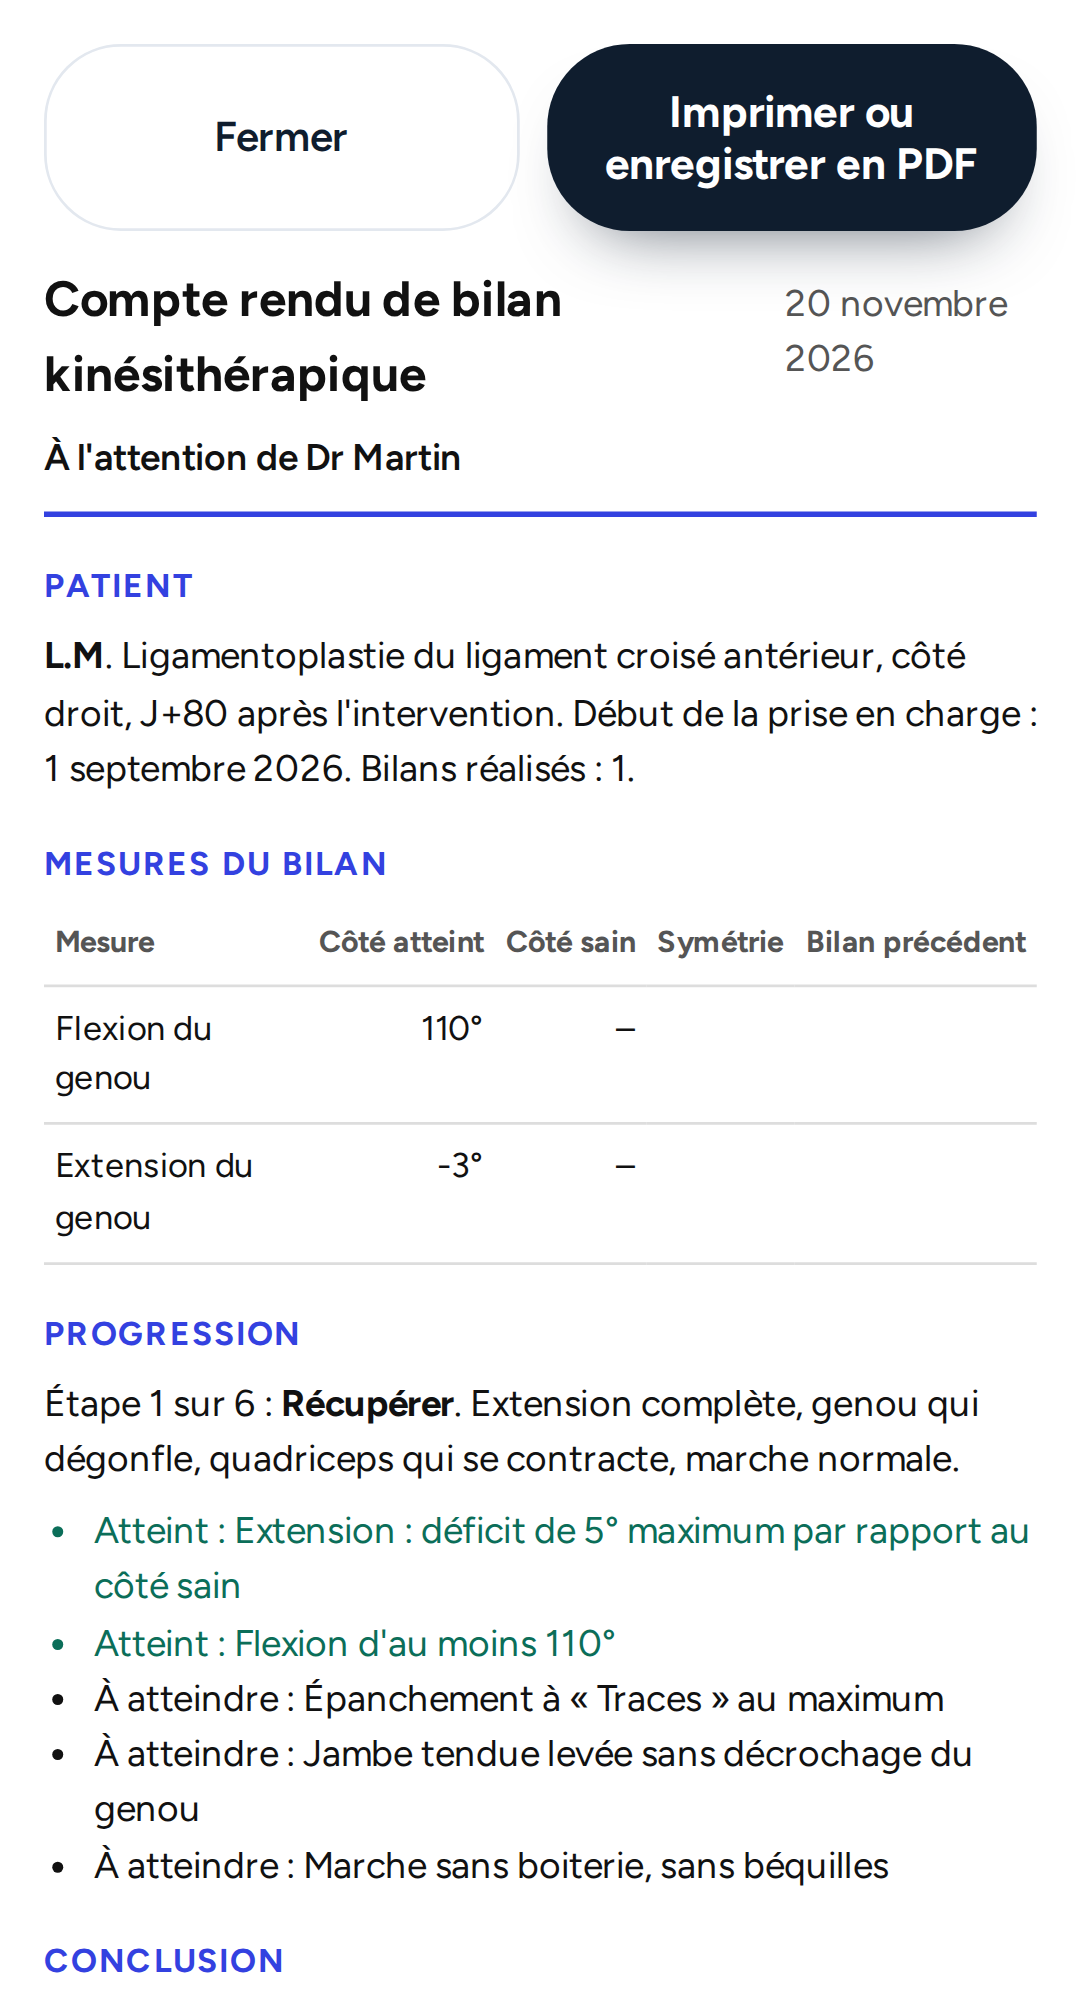 Fermer
Imprimer ou
enregistrer en PDF
Compte rendu de bilan
kinésithérapique
20 novembre
2026
À l'attention de Dr Martin
PATIENT
L.M. Ligamentoplastie du ligament croisé antérieur, côté
droit, J+80 après l'intervention. Début de la prise en charge :
1 septembre 2026. Bilans réalisés : 1.
MESURES DU BILAN
Mesure Côté atteint Côté sain Symétrie Bilan précédent
Flexion du 110° –
genou
Extension du -3° –
genou
PROGRESSION
Étape 1 sur 6 : Récupérer. Extension complète, genou qui
dégonfle, quadriceps qui se contracte, marche normale.
• Atteint : Extension : déficit de 5° maximum par rapport au
côté sain
• Atteint : Flexion d'au moins 110°
• À atteindre : Épanchement à « Traces » au maximum
• À atteindre : Jambe tendue levée sans décrochage du
genou
• À atteindre : Marche sans boiterie, sans béquilles
CONCLUSION